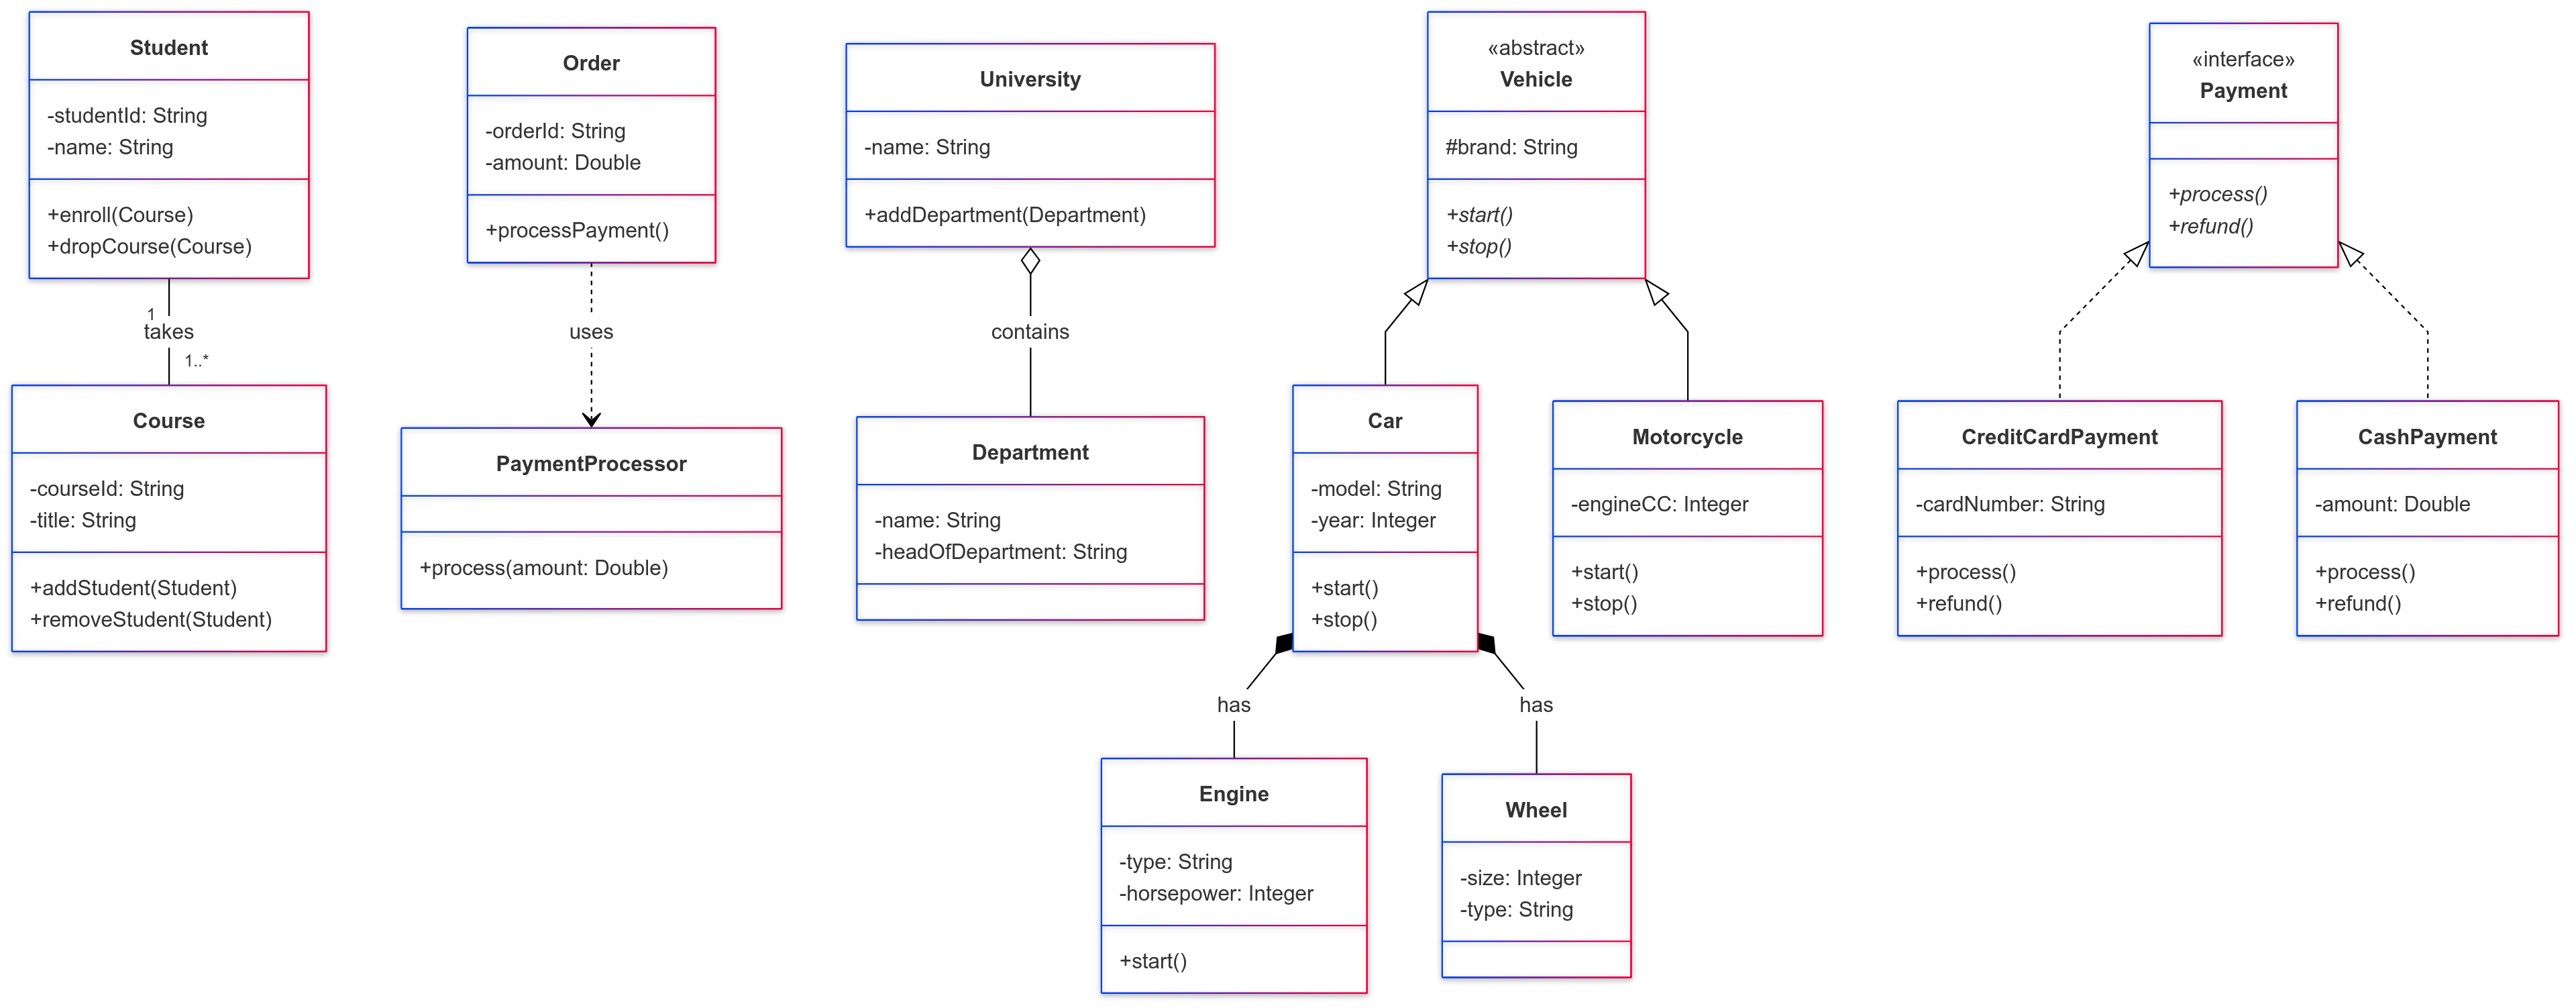 Student
-studentId: String
-name: String
+enroll(Course)
+dropCourse(Course)
1
takes
1..*
Course
-courseId: String
-title: String
+addStudent(Student)
+removeStudent(Student)
Order
-orderId: String
-amount: Double
+processPayment()
uses
PaymentProcessor
+process(amount: Double)
University
-name: String
+addDepartment(Department)
contains
Department
-name: String
-headOfDepartment: String
«abstract»
Vehicle
#brand: String
+start()
+stop()
Car
-model: String
-year: Integer
+start()
+stop()
has
has
Engine
-type: String
-horsepower: Integer
+start()
Wheel
-size: Integer
-type: String
Motorcycle
-engineCC: Integer
+start()
+stop()
«interface»
Payment
+process()
+refund()
CreditCardPayment
-cardNumber: String
+process()
+refund()
CashPayment
-amount: Double
+process()
+refund()